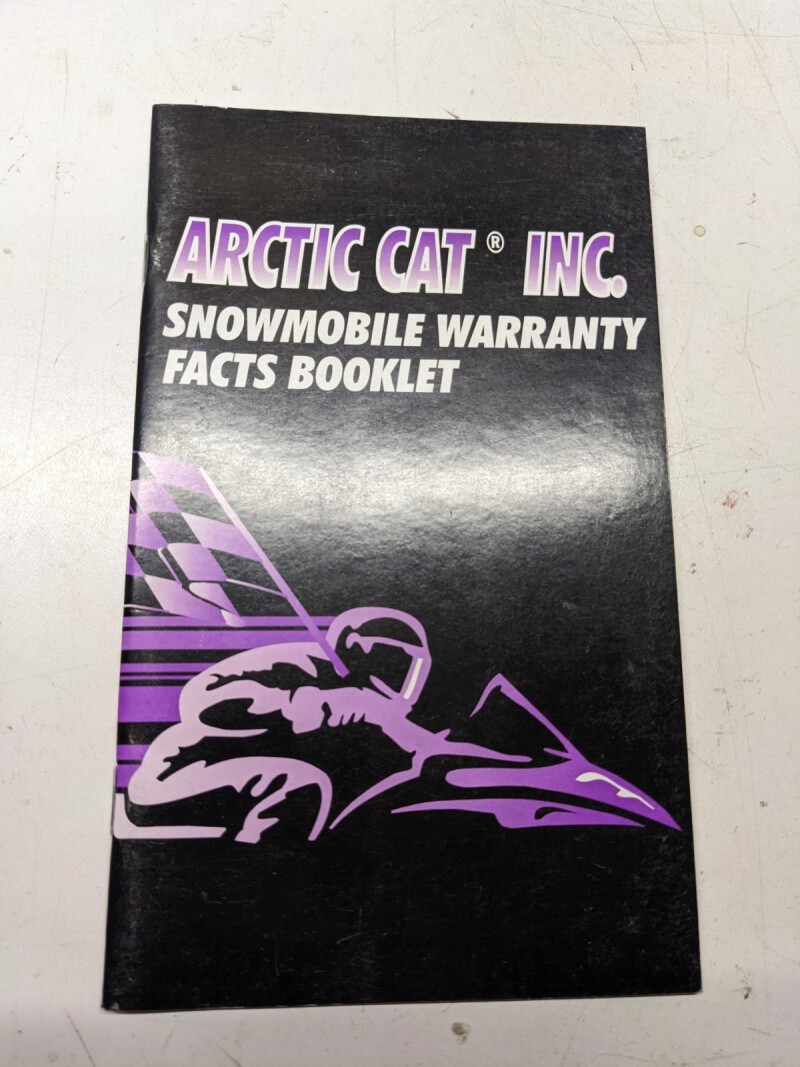 ARCTIC CAT® INC.
SNOWMOBILE WARRANTY
FACTS BOOKLET